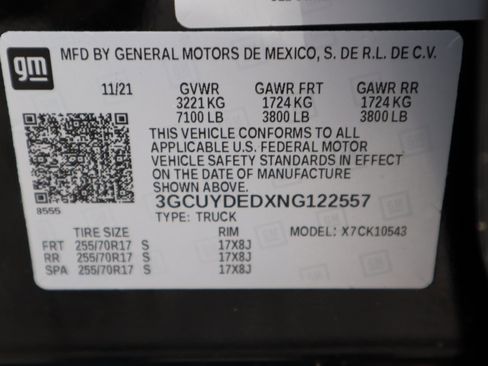 gm
MFD BY GENERAL MOTORS DE MEXICO, S. DE R.L. DE C.V.
11/21 GVWR GAWR FRT GAWR RR
3221 KG 1724 KG 1724 KG
7100 LB 3800 LB 3800 LB
THIS VEHICLE CONFORMS TO ALL
APPLICABLE U.S. FEDERAL MOTOR
VEHICLE SAFETY STANDARDS IN EFFECT
ON THE DATE OF MANUFACTURE
SHOWN ABOVE.
8555 3GCUYDEDXNG122557
TYPE: TRUCK
TIRE SIZE RIM MODEL: X7CK10543
FRT 255/70R17 S 17X8J
RR 255/70R17 S 17X8J
SPA 255/70R17 S 17X8J